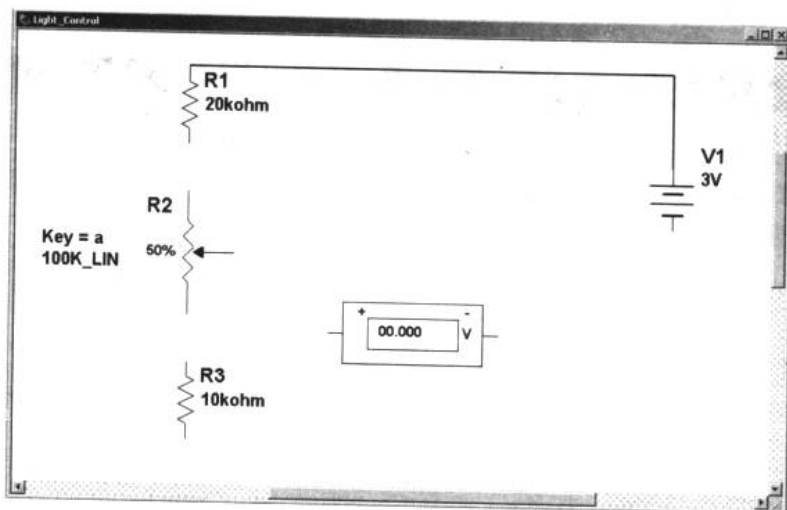 Light_Control
R1
20kohm
V1
3V
R2
Key = a
100K_LIN
50%
+
-
00.000
V
R3
10kohm